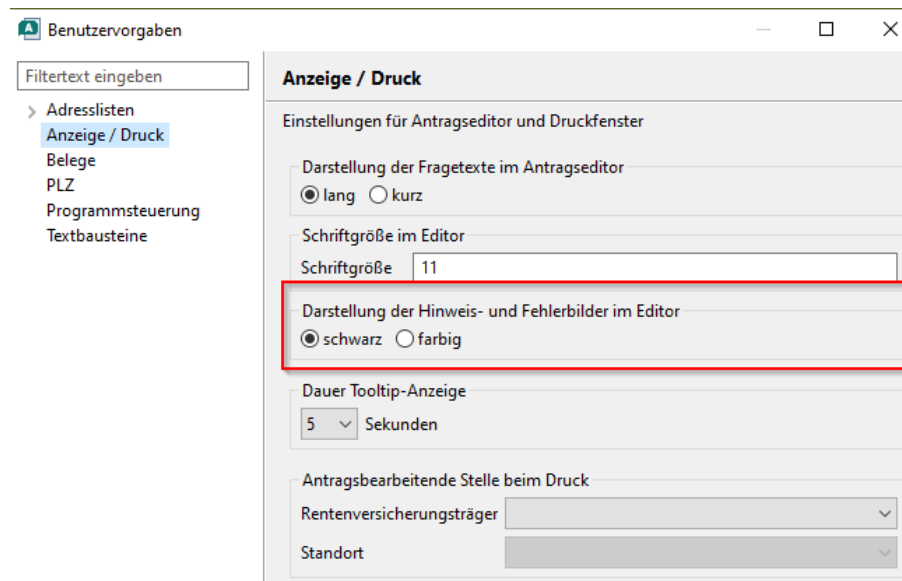 Benutzervorgaben
Filtertext eingeben
Adresslisten
Anzeige / Druck
Belege
PLZ
Programmsteuerung
Textbausteine
Anzeige / Druck
Einstellungen für Antragseditor und Druckfenster
Darstellung der Fragetexte im Antragseditor
lang kurz
Schriftgröße im Editor
Schriftgröße 11
Darstellung der Hinweis- und Fehlerbilder im Editor
schwarz farbig
Dauer Tooltip-Anzeige
5 Sekunden
Antragsbearbeitende Stelle beim Druck
Rentenversicherungsträger
Standort